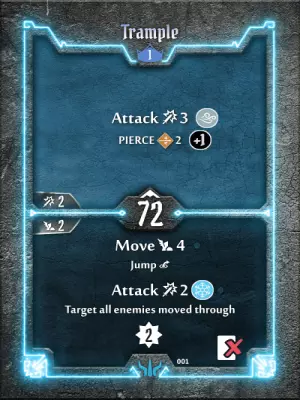 Trample
1
Attack 3
PIERCE 2 +1
2
72
2
Move 4
Jump
Attack 2
Target all enemies moved through
2
001